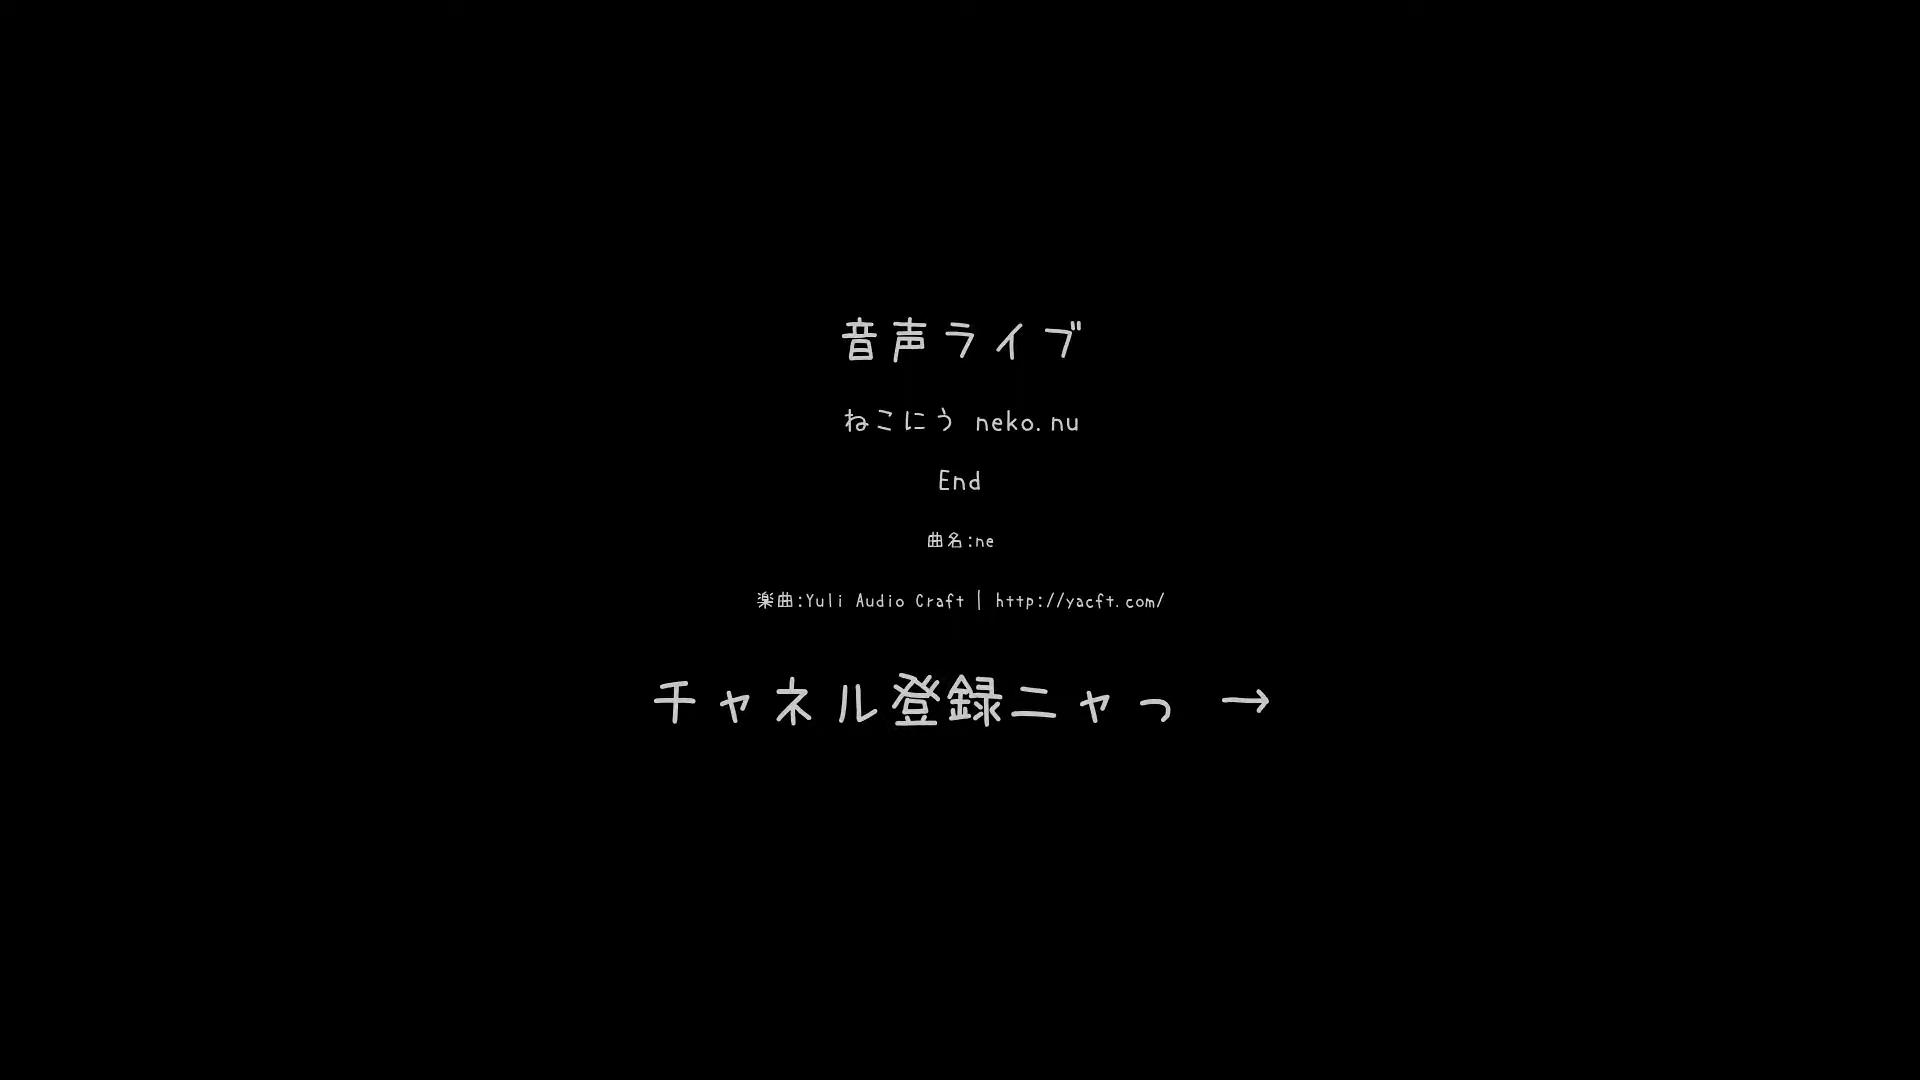 音声ライブ
ねこにう neko.nu
End
曲名:ne
楽曲:Yuli Audio Craft | http://yacft.com/
チャネル登録ニャっ →